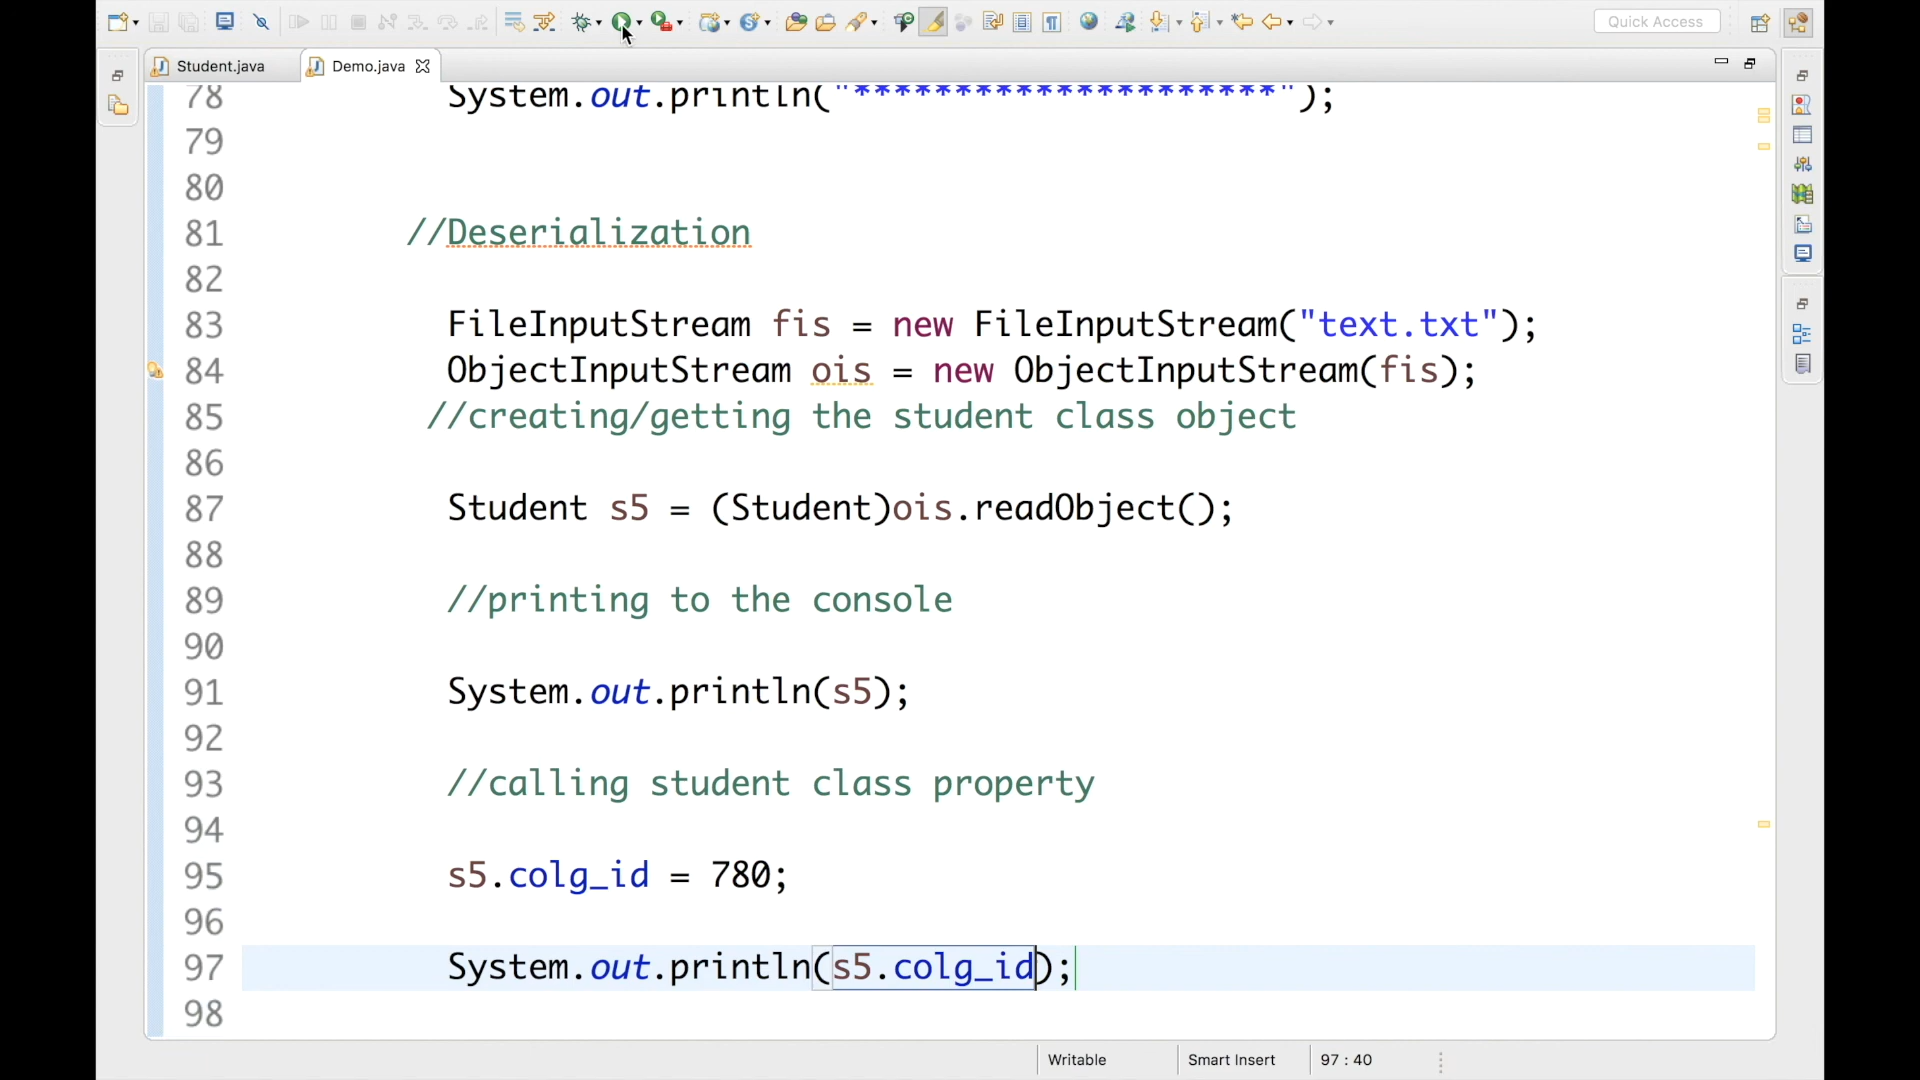 Quick Access
Student.java
Demo.java
78 System.out.println("*********************");
79
80
81 //Deserialization
82
83 FileInputStream fis = new FileInputStream("text.txt");
84 ObjectInputStream ois = new ObjectInputStream(fis);
85 //creating/getting the student class object
86
87 Student s5 = (Student)ois.readObject();
88
89 //printing to the console
90
91 System.out.println(s5);
92
93 //calling student class property
94
95 s5.colg_id = 780;
96
97 System.out.println(s5.colg_id);
98
Writable
Smart Insert
97 : 40